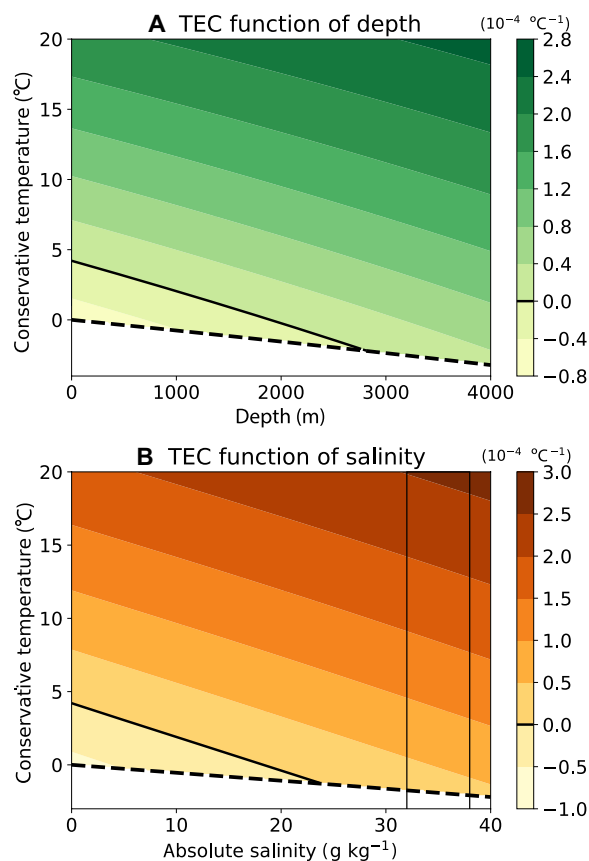 A TEC function of depth
(10⁻⁴ °C⁻¹)
Conservative temperature (℃)
20
15
10
5
0
0 1000 2000 3000 4000
Depth (m)
2.8
2.4
2.0
1.6
1.2
0.8
0.4
0.0
−0.4
−0.8
B TEC function of salinity
(10⁻⁴ °C⁻¹)
Conservative temperature (℃)
20
15
10
5
0
0 10 20 30 40
Absolute salinity (g kg⁻¹)
3.0
2.5
2.0
1.5
1.0
0.5
0.0
−0.5
−1.0